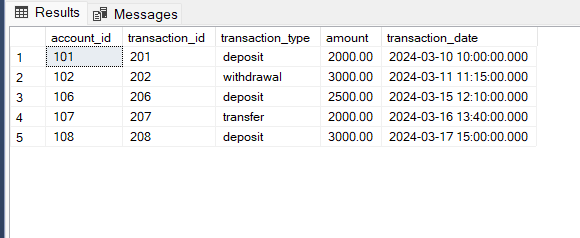 Results Messages
account_id transaction_id transaction_type amount transaction_date
1 101 201 deposit 2000.00 2024-03-10 10:00:00.000
2 102 202 withdrawal 3000.00 2024-03-11 11:15:00.000
3 106 206 deposit 2500.00 2024-03-15 12:10:00.000
4 107 207 transfer 2000.00 2024-03-16 13:40:00.000
5 108 208 deposit 3000.00 2024-03-17 15:00:00.000